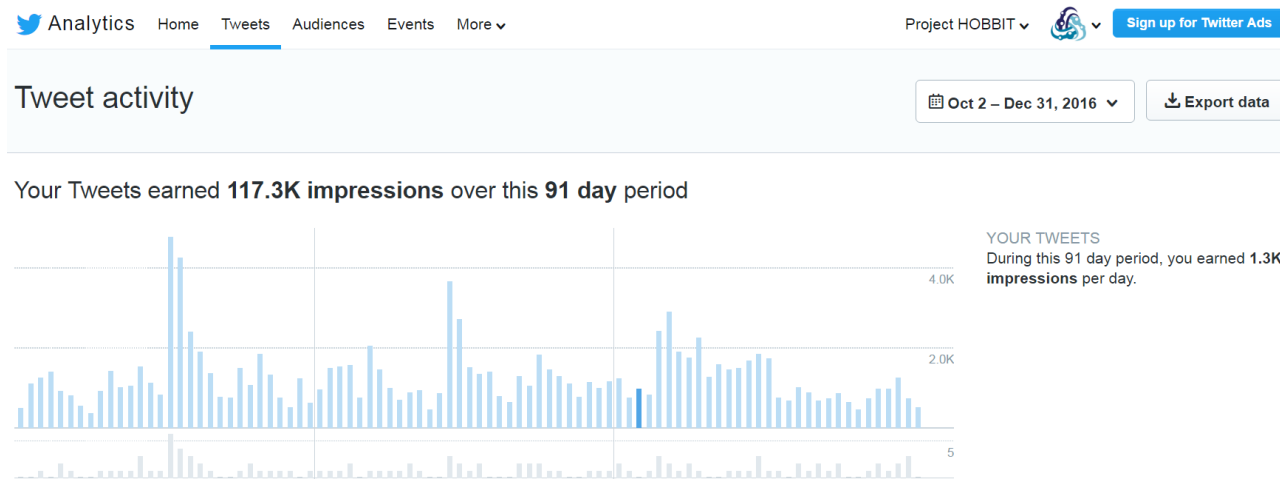 Analytics Home Tweets Audiences Events More Project HOBBIT Sign up for Twitter Ads
Tweet activity
Oct 2 – Dec 31, 2016 Export data
Your Tweets earned 117.3K impressions over this 91 day period
YOUR TWEETS
During this 91 day period, you earned 1.3K
impressions per day.
4.0K
2.0K
5